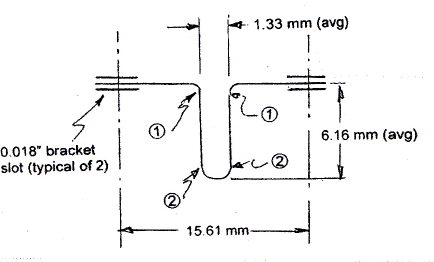 1.33 mm (avg)
① ①
0.018" bracket
slot (typical of 2)
6.16 mm (avg)
② ②
15.61 mm